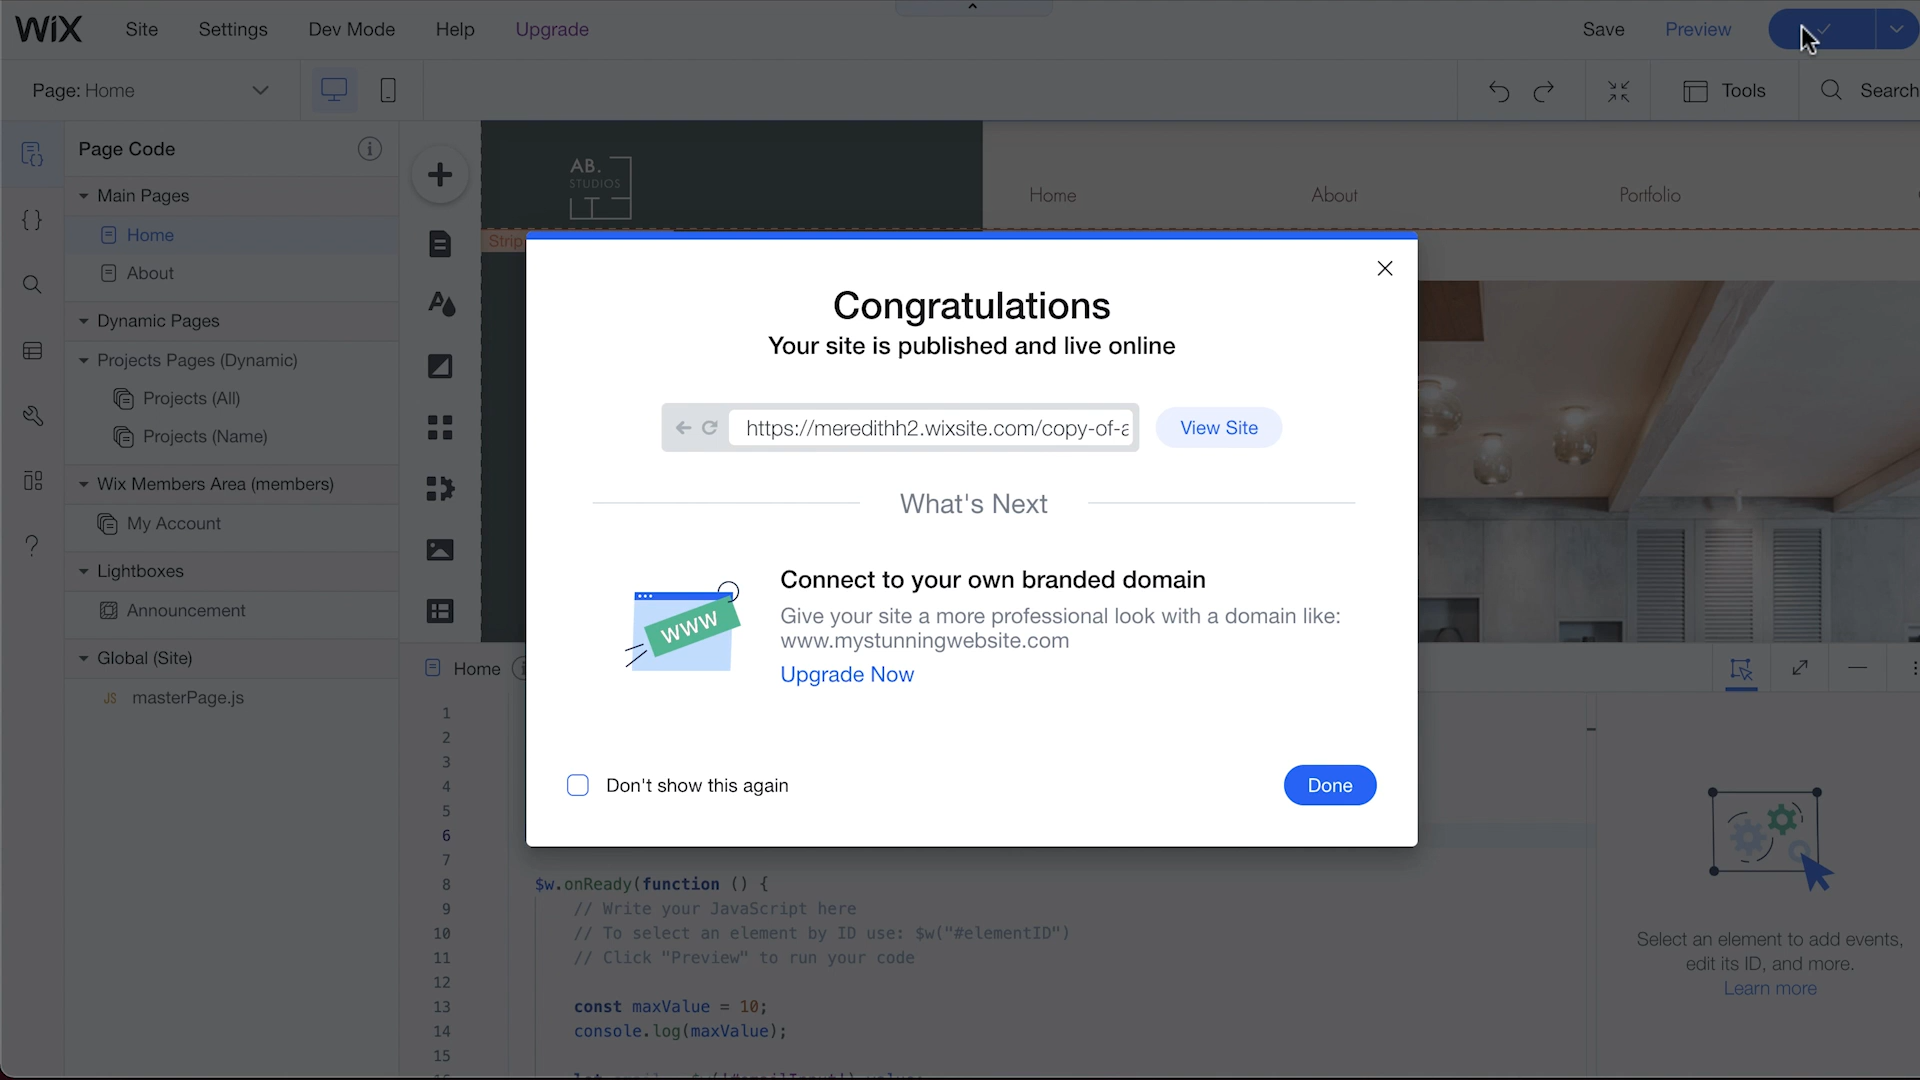 WiX Site Settings Dev Mode Help Upgrade Save Preview
Page: Home Tools Search
Page Code
Main Pages
Home
About
Dynamic Pages
Projects Pages (Dynamic)
Projects (All)
Projects (Name)
Wix Members Area (members)
My Account
Lightboxes
Announcement
Global (Site)
JS masterPage.js
AB.
STUDIOS
Home About Portfolio
Strip
Congratulations
Your site is published and live online
https://meredithh2.wixsite.com/copy-of-a
View Site
What's Next
www
Connect to your own branded domain
Give your site a more professional look with a domain like:
www.mystunningwebsite.com
Upgrade Now
Don't show this again
Done
Home
1
2
3
4
5
6
7
8 $w.onReady(function () {
9 // Write your JavaScript here
10 // To select an element by ID use: $w("#elementID")
11 // Click "Preview" to run your code
12
13 const maxValue = 10;
14 console.log(maxValue);
15
Select an element to add events,
edit its ID, and more.
Learn more